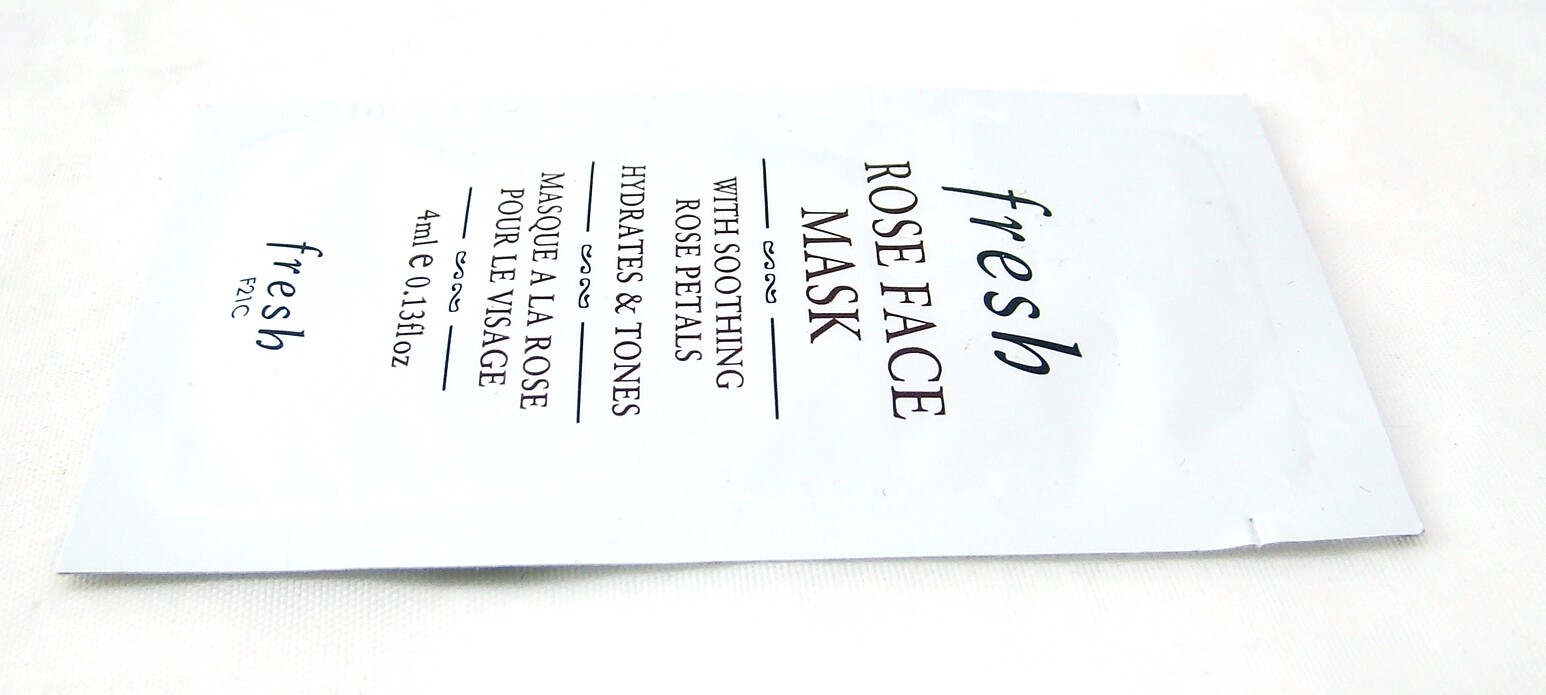 fresh
ROSE FACE
MASK
WITH SOOTHING
ROSE PETALS
HYDRATES & TONES
MASQUE A LA ROSE
POUR LE VISAGE
4ml e 0.13fl oz
fresh
F21C